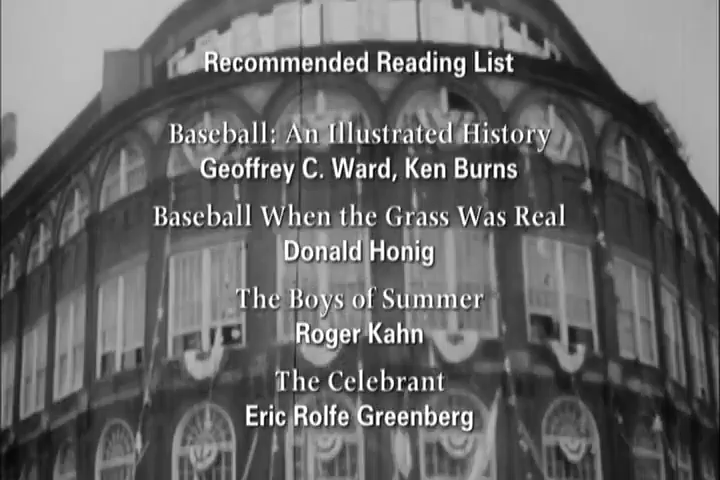 Recommended Reading List
Baseball: An Illustrated History
Geoffrey C. Ward, Ken Burns
Baseball When the Grass Was Real
Donald Honig
The Boys of Summer
Roger Kahn
The Celebrant
Eric Rolfe Greenberg